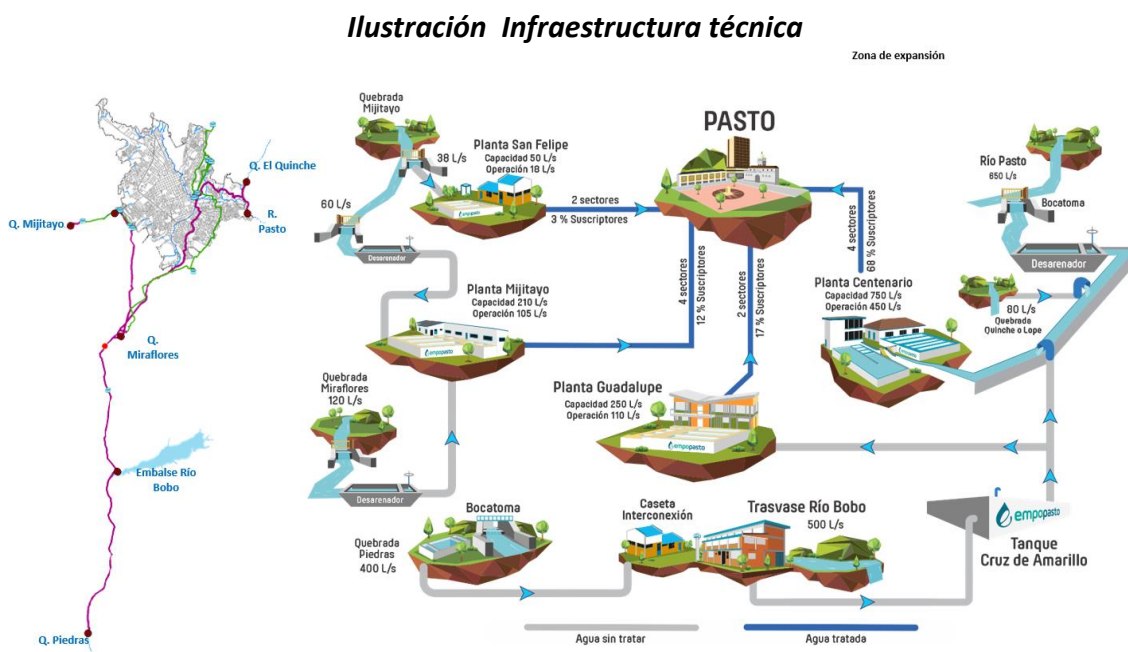 Ilustración Infraestructura técnica
Zona de expansión
Q. El Quinche
Q. Mijitayo
R.
Pasto
Q.
Miraflores
Embalse Río
Bobo
Q. Piedras
Quebrada
Mijitayo
38 L/s
60 L/s
Desarenador
Planta San Felipe
Capacidad 50 L/s
Operación 18 L/s
2 sectores
3 % Suscriptores
PASTO
4 sectores
12 % Suscriptores
2 sectores
17 % Suscriptores
4 sectores
68 % Suscriptores
Río Pasto
650 L/s
Bocatoma
Desarenador
80 L/s
Quebrada
Quinche o Lope
Planta Centenario
Capacidad 750 L/s
Operación 450 L/s
empopasto
Planta Mijitayo
Capacidad 210 L/s
Operación 105 L/s
empopasto
Quebrada
Miraflores
120 L/s
Desarenador
Planta Guadalupe
Capacidad 250 L/s
Operación 110 L/s
empopasto
Bocatoma
Quebrada
Piedras
400 L/s
Caseta
Interconexión
Trasvase Río Bobo
500 L/s
empopasto
Tanque
Cruz de Amarillo
Agua sin tratar
Agua tratada